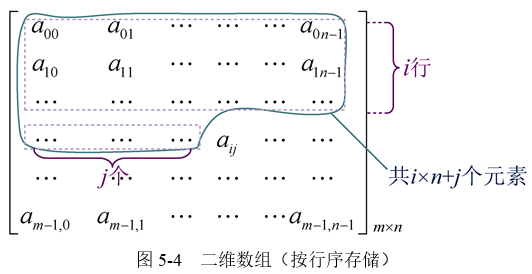 a00 a01 ··· ··· ··· a0n−1
a10 a11 ··· ··· ··· a1n−1
i行
··· ··· ··· ··· ··· ···
··· ··· ··· aij ··· ···
j个
共i×n+j个元素
··· ··· ··· ··· ··· ···
am−1,0 am−1,1 ··· ··· ··· am−1,n−1
m×n
图 5-4 二维数组（按行序存储）